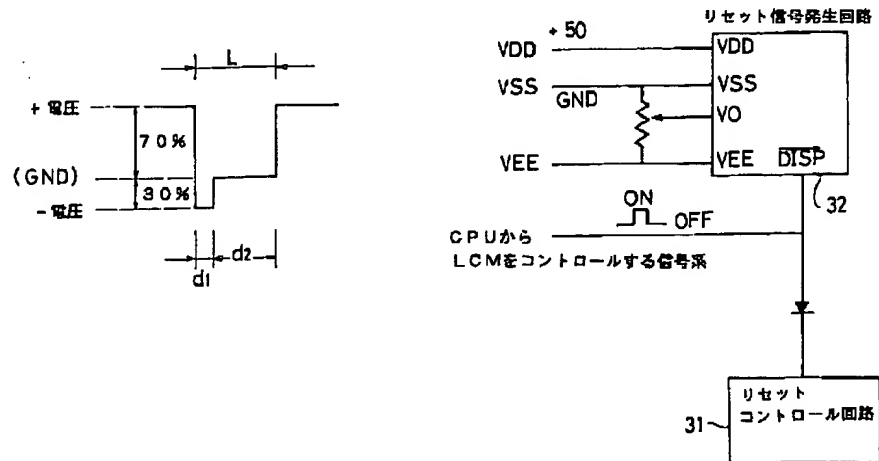 L
+電圧
70%
(GND)
30%
-電圧
d1
d2
リセット信号発生回路
+50
VDD
VDD
VSS
VSS
GND
VO
VEE
VEE
DISP
32
ON
OFF
CPUから
LCMをコントロールする信号系
リセット
コントロール回路
31